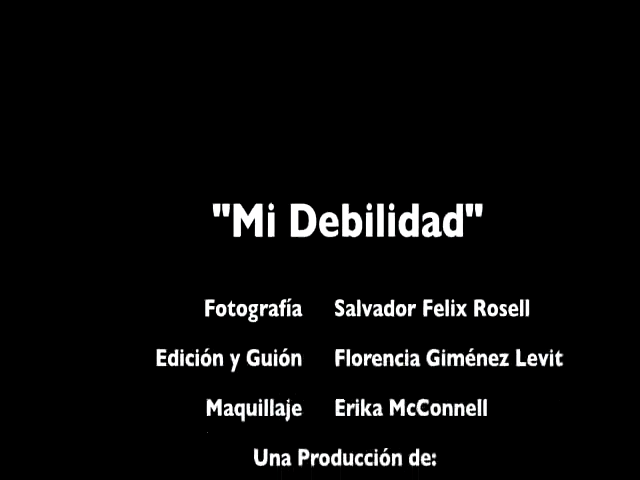 "Mi Debilidad"
Fotografía Salvador Felix Rosell
Edición y Guión Florencia Giménez Levit
Maquillaje Erika McConnell
Una Producción de: